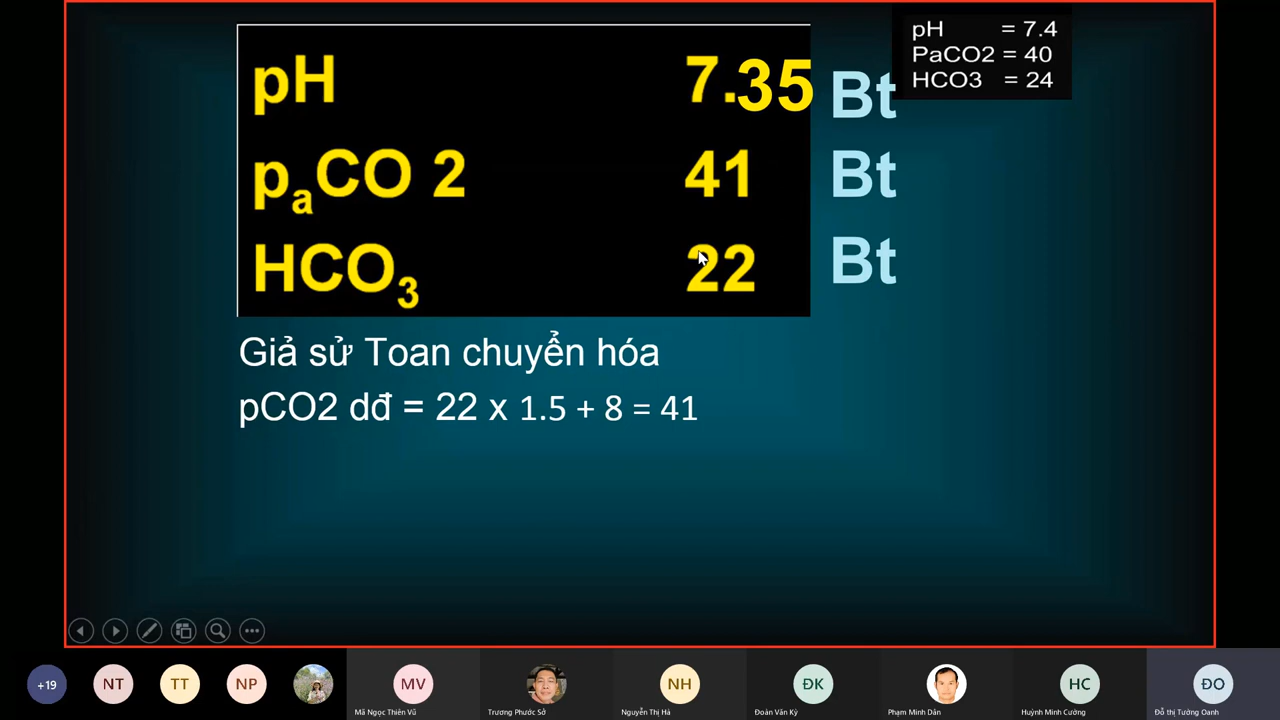 pH = 7.4
PaCO2 = 40
HCO3 = 24
pH 7.35 Bt
paCO 2 41 Bt
HCO3 22 Bt
Giả sử Toan chuyển hóa
pCO2 dđ = 22 x 1.5 + 8 = 41
+19 NT TT NP MV NH ĐK HC ĐO
Mã Ngọc Thiên Vũ Trương Phước Sở Nguyễn Thị Hà Đoàn Văn Kỳ Phạm Minh Dân Huỳnh Minh Cường Đỗ thị Tường Oanh